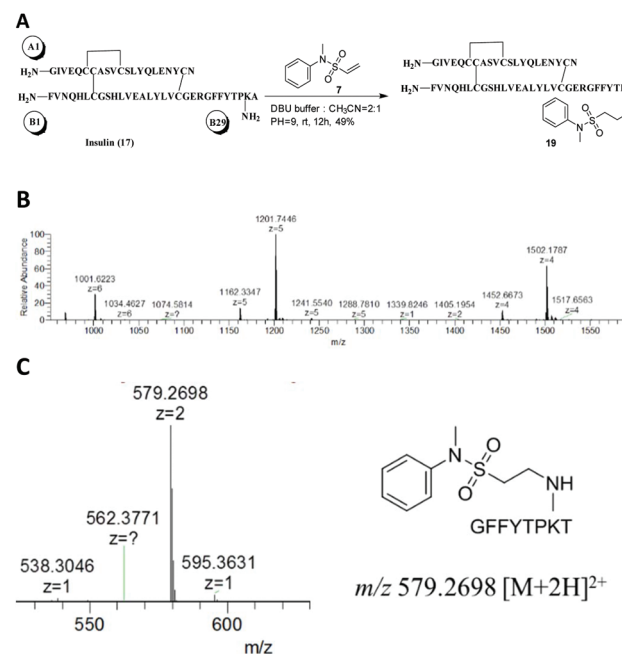 A
A1
H₂N—GIVEQCCASVCSLYQLENYCN
H₂N—FVNQHLCGSHLVEALYLVCGERGFFYTPKA
NH₂
B1
B29
Insulin (17)
N
S
O
O
7
DBU buffer : CH₃CN=2:1
PH=9, rt, 12h, 49%
H₂N—GIVEQCCASVCSLYQLENYCN
H₂N—FVNQHLCGSHLVEALYLVCGERGFFYTP
O
N
S
O
19
B
Relative Abundance
100
80
60
40
20
0
1001.6223
z=6
1034.4627
z=6
1074.5814
z=?
1162.3347
z=5
1201.7446
z=5
1241.5540
z=5
1288.7810
z=5
1339.8246
z=1
1405.1954
z=2
1452.6673
z=4
1502.1787
z=4
1517.6563
z=4
1000 1050 1100 1150 1200 1250 1300 1350 1400 1450 1500 1550
m/z
C
579.2698
z=2
562.3771
z=?
538.3046
z=1
595.3631
z=1
550 600
m/z
N
O
S
O
NH
GFFYTPKT
m/z 579.2698 [M+2H]²⁺